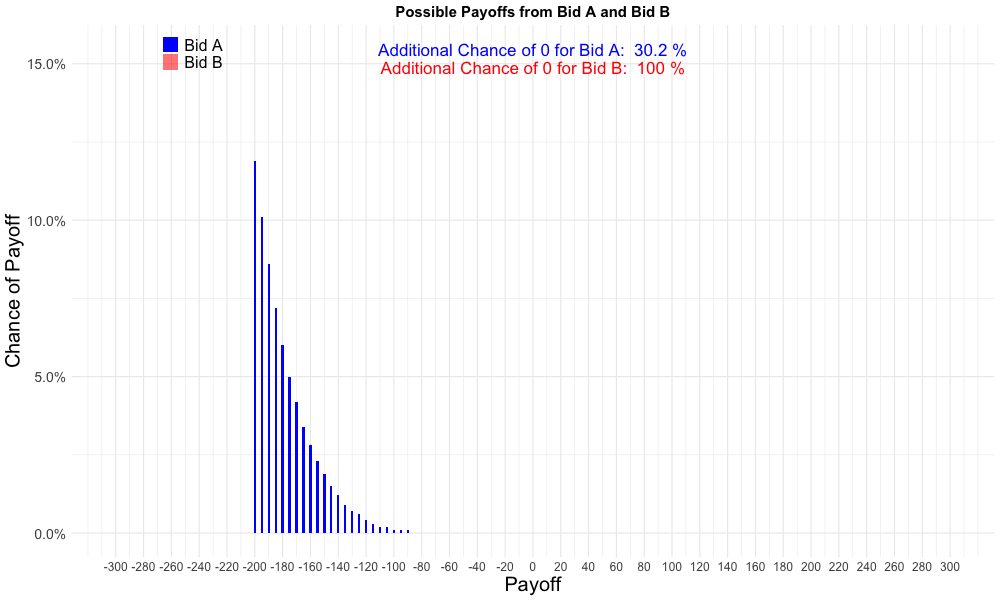 Possible Payoffs from Bid A and Bid B
Bid A
Bid B
Additional Chance of 0 for Bid A: 30.2 %
Additional Chance of 0 for Bid B: 100 %
Chance of Payoff
15.0%
10.0%
5.0%
0.0%
-300 -280 -260 -240 -220 -200 -180 -160 -140 -120 -100 -80 -60 -40 -20 0 20 40 60 80 100 120 140 160 180 200 220 240 260 280 300
Payoff